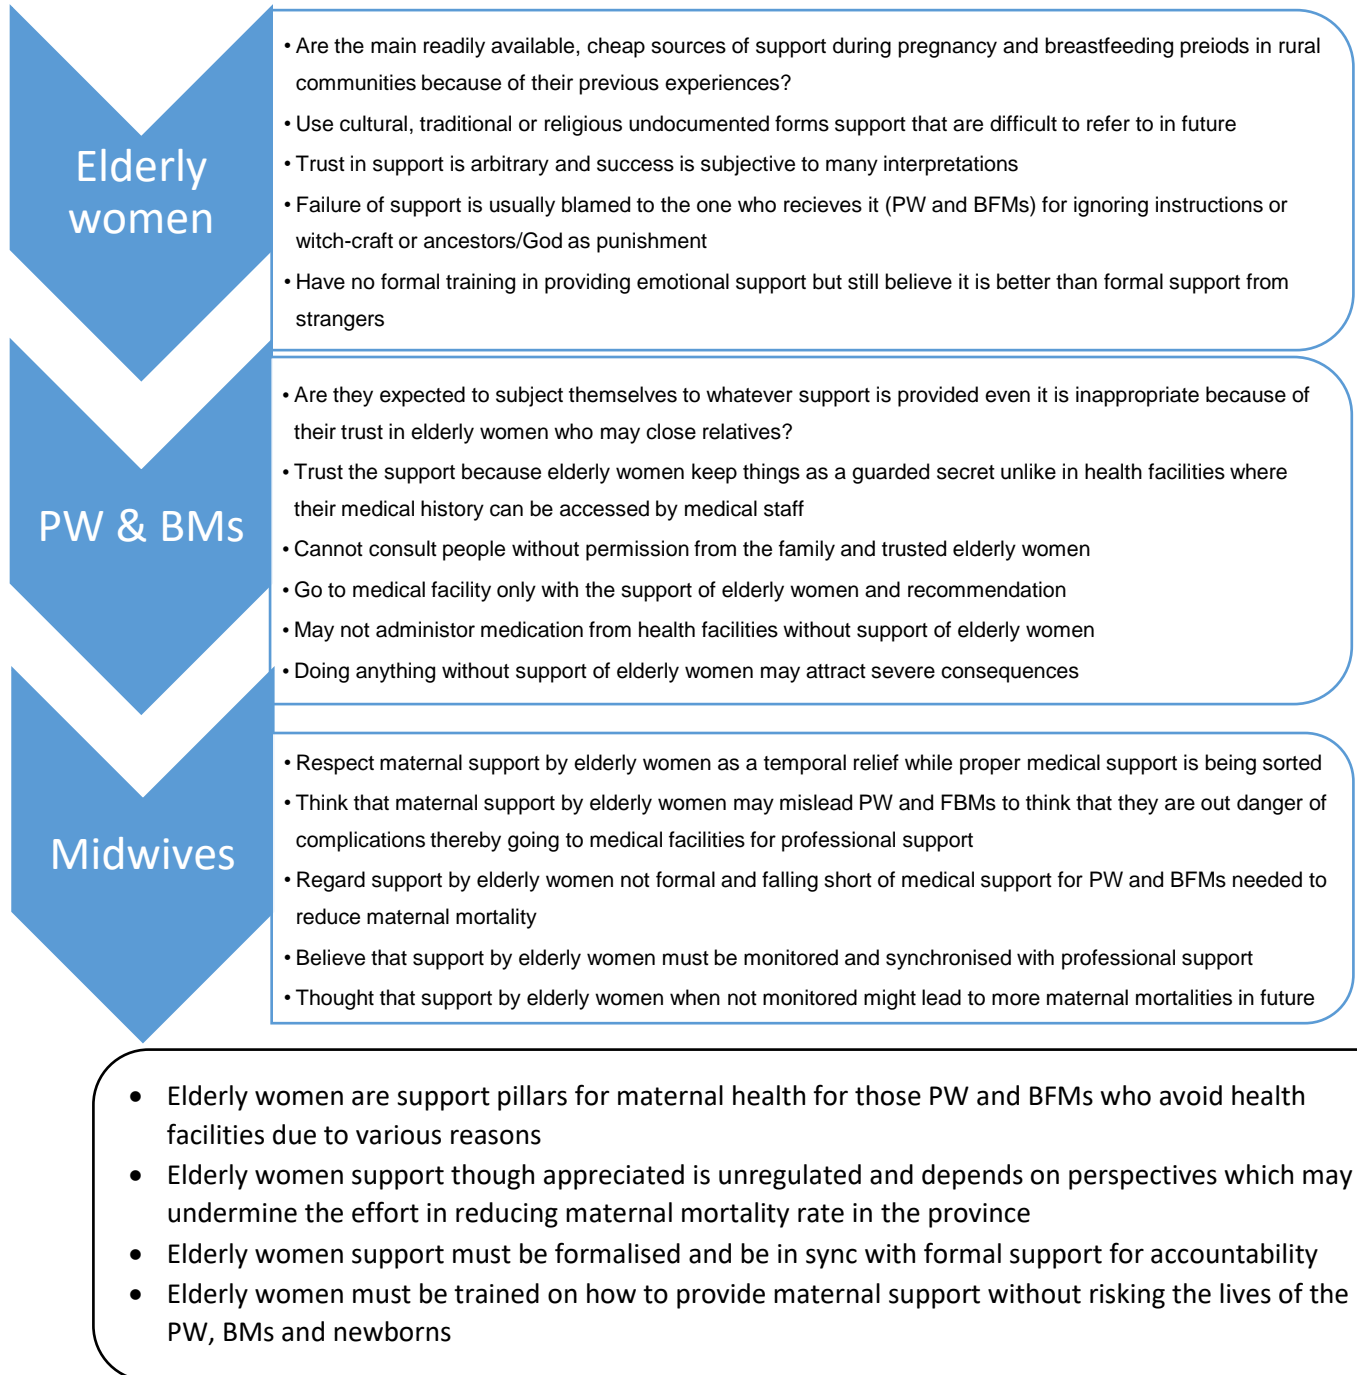 Elderly
women
• Are the main readily available, cheap sources of support during pregnancy and breastfeeding preiods in rural
communities because of their previous experiences?
• Use cultural, traditional or religious undocumented forms support that are difficult to refer to in future
• Trust in support is arbitrary and success is subjective to many interpretations
• Failure of support is usually blamed to the one who recieves it (PW and BFMs) for ignoring instructions or
witch-craft or ancestors/God as punishment
• Have no formal training in providing emotional support but still believe it is better than formal support from
strangers
PW & BMs
• Are they expected to subject themselves to whatever support is provided even it is inappropriate because of
their trust in elderly women who may close relatives?
• Trust the support because elderly women keep things as a guarded secret unlike in health facilities where
their medical history can be accessed by medical staff
• Cannot consult people without permission from the family and trusted elderly women
• Go to medical facility only with the support of elderly women and recommendation
• May not administor medication from health facilities without support of elderly women
• Doing anything without support of elderly women may attract severe consequences
Midwives
• Respect maternal support by elderly women as a temporal relief while proper medical support is being sorted
• Think that maternal support by elderly women may mislead PW and FBMs to think that they are out danger of
complications thereby going to medical facilities for professional support
• Regard support by elderly women not formal and falling short of medical support for PW and BFMs needed to
reduce maternal mortality
• Believe that support by elderly women must be monitored and synchronised with professional support
• Thought that support by elderly women when not monitored might lead to more maternal mortalities in future
• Elderly women are support pillars for maternal health for those PW and BFMs who avoid health
facilities due to various reasons
• Elderly women support though appreciated is unregulated and depends on perspectives which may
undermine the effort in reducing maternal mortality rate in the province
• Elderly women support must be formalised and be in sync with formal support for accountability
• Elderly women must be trained on how to provide maternal support without risking the lives of the
PW, BMs and newborns